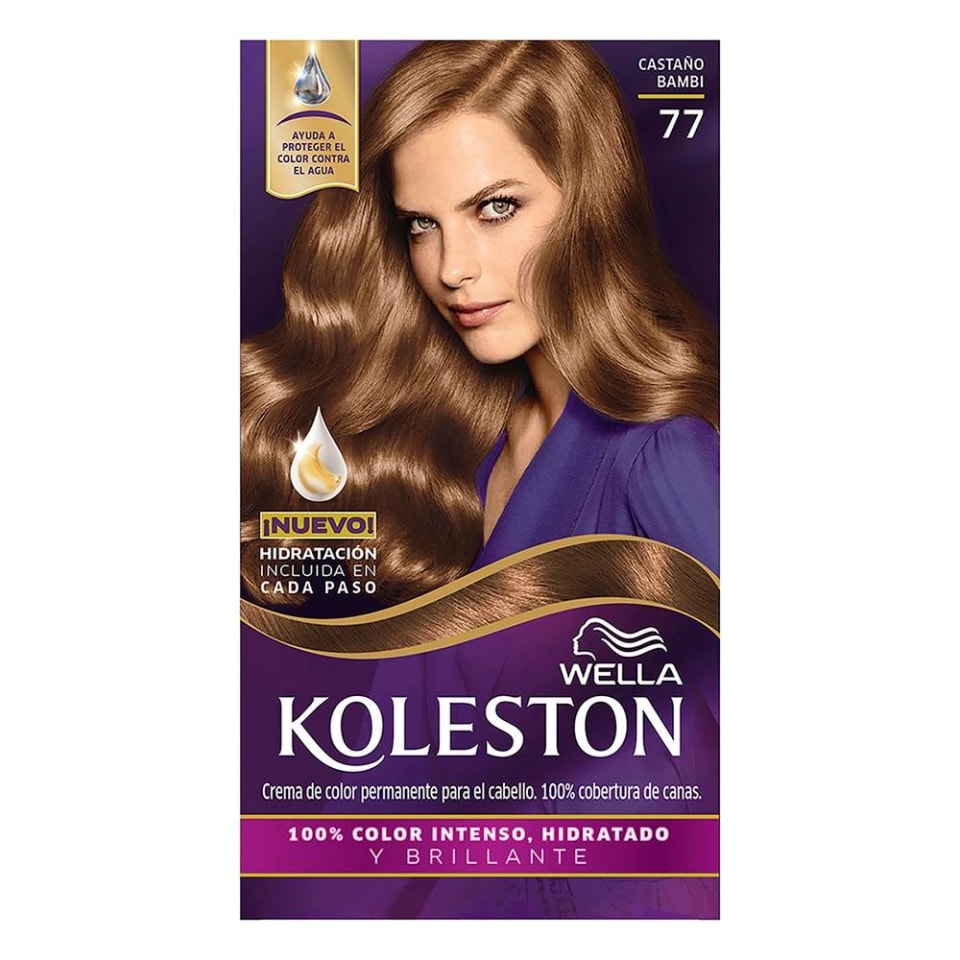 CASTAÑO
BAMBI
77
AYUDA A
PROTEGER EL
COLOR CONTRA
EL AGUA
¡NUEVO!
HIDRATACIÓN
INCLUIDA EN
CADA PASO
WELLA
KOLESTON
Crema de color permanente para el cabello. 100% cobertura de canas.
100% COLOR INTENSO, HIDRATADO
Y BRILLANTE